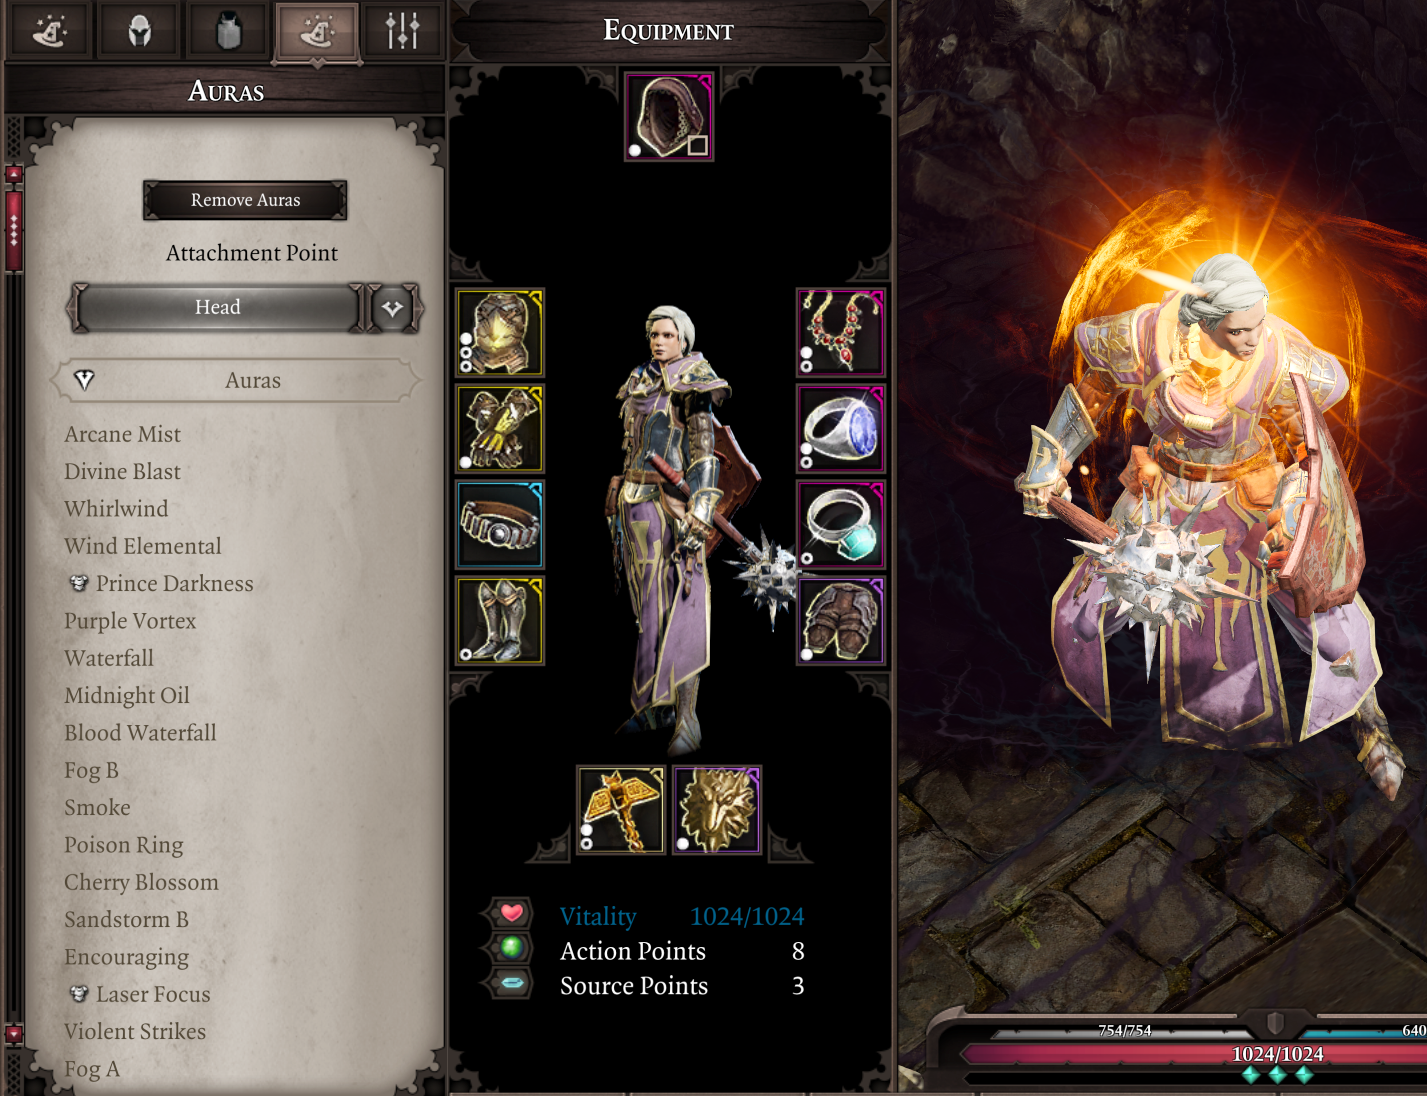 Auras
Remove Auras
Attachment Point
Head
Auras
Arcane Mist
Divine Blast
Whirlwind
Wind Elemental
Prince Darkness
Purple Vortex
Waterfall
Midnight Oil
Blood Waterfall
Fog B
Smoke
Poison Ring
Cherry Blossom
Sandstorm B
Encouraging
Laser Focus
Violent Strikes
Fog A
Equipment
Vitality 1024/1024
Action Points 8
Source Points 3
754/754 640
1024/1024